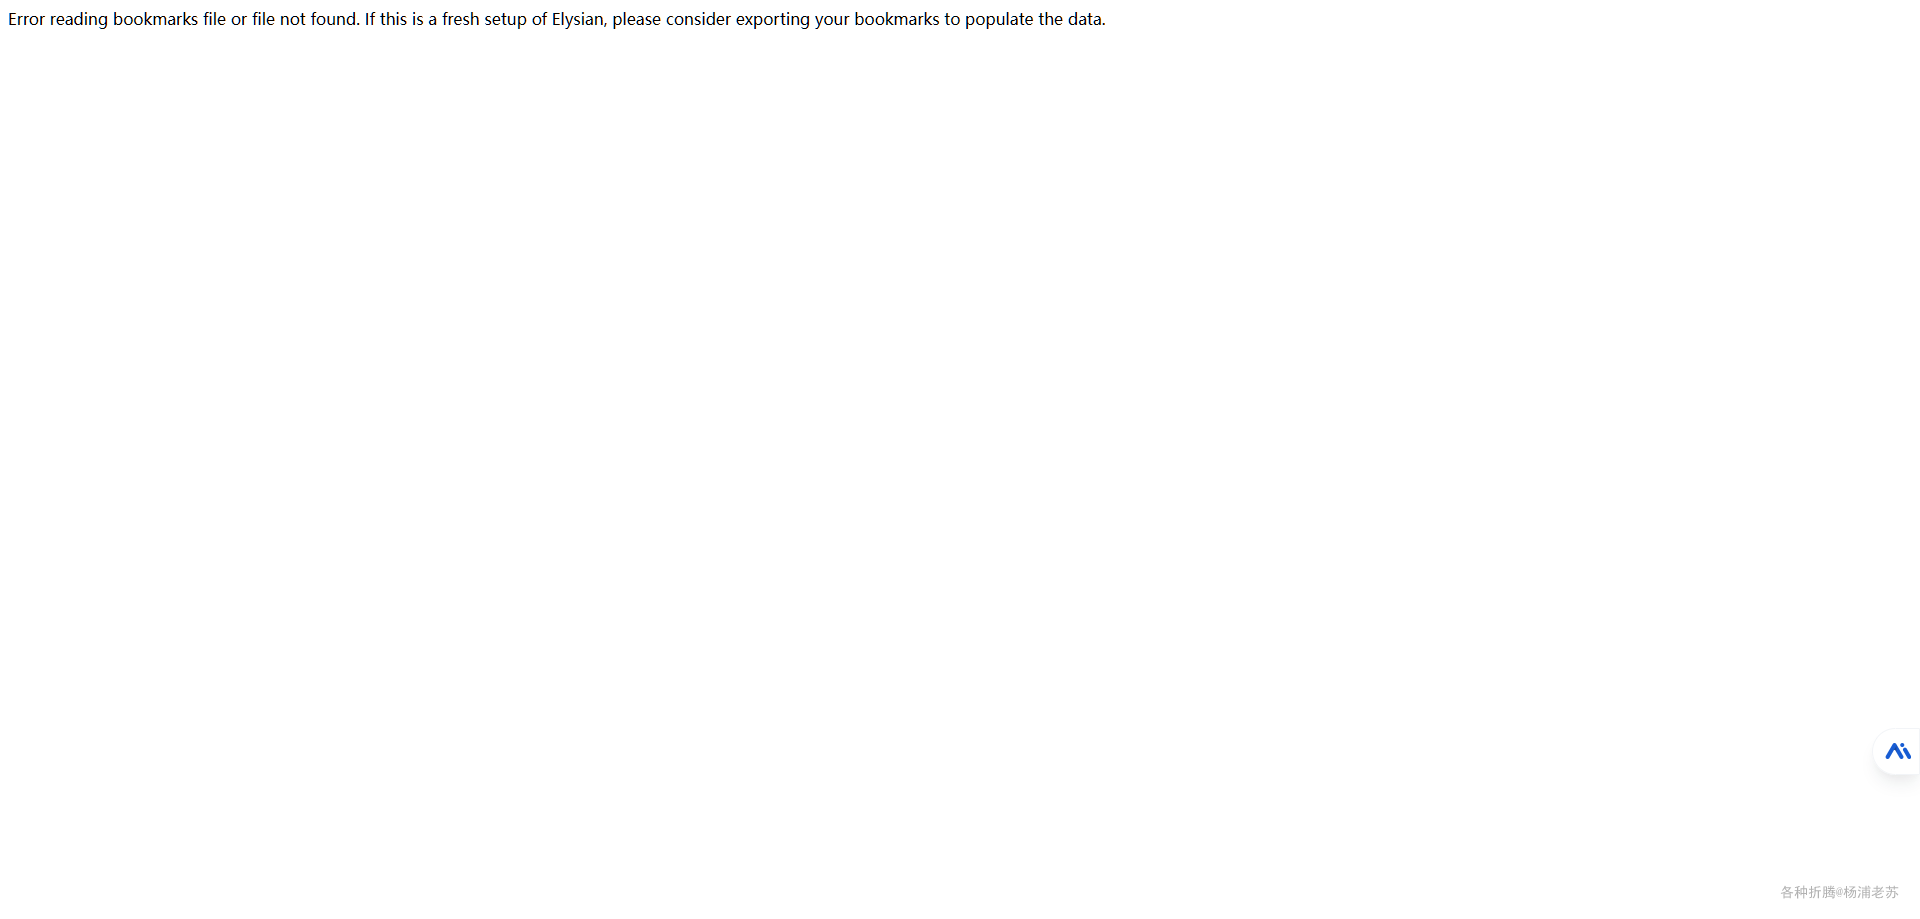 Error reading bookmarks file or file not found. If this is a fresh setup of Elysian, please consider exporting your bookmarks to populate the data.
各种折腾@杨浦老苏